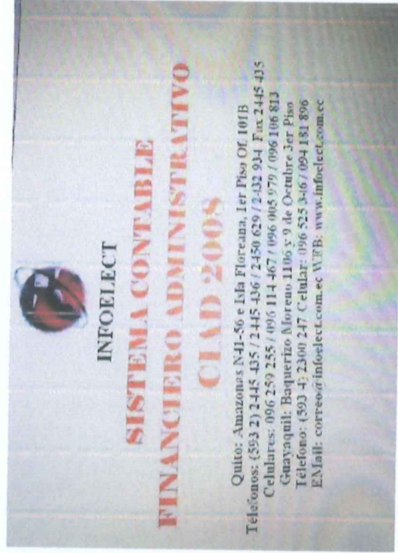 INFOELECT
SISTEMA CONTABLE
FINANCIERO ADMINISTRATIVO
CIAD 2008
Quito: Amazonas N41-56 e Isla Floreana, 1er Piso Of. 101B
Teléfonos: (593 2) 2445 435 / 2445 436 / 2450 629 / 2432 934 Fax 2445 435
Celulares: 096 259 255 / 096 114 467 / 096 005 979 / 096 106 813
Guayaquil: Baquerizo Moreno 1106 y 9 de Octubre 3er Piso
Teléfono: (593 4) 2300 247 Celular: 096 525 346 / 094 181 896
EMail: correo@infoelect.com.ec WEB: www.infoelect.com.ec